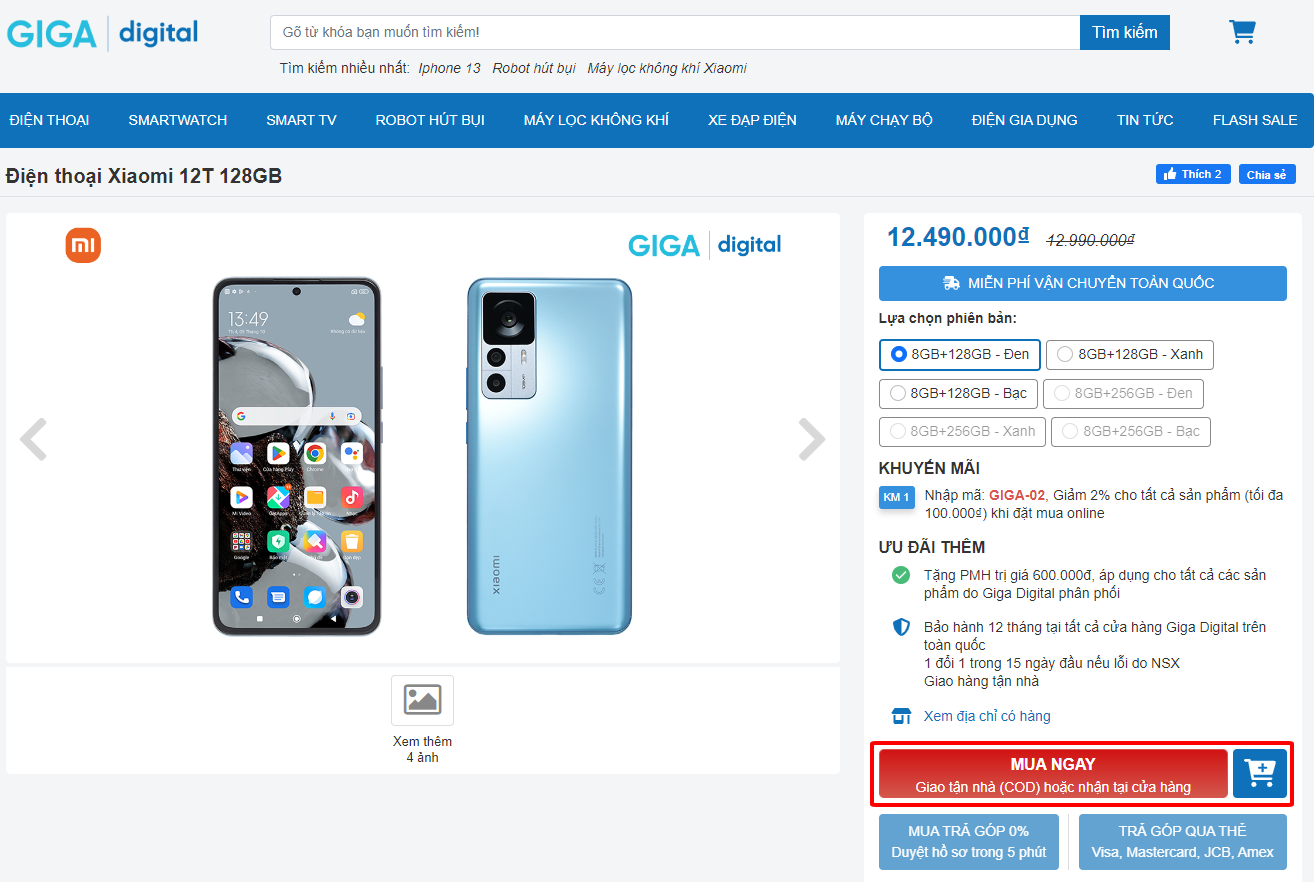 GIGA digital
Gõ từ khóa bạn muốn tìm kiếm!
Tìm kiếm
Tìm kiếm nhiều nhất: Iphone 13 Robot hút bụi Máy lọc không khí Xiaomi
ĐIỆN THOẠI SMARTWATCH SMART TV ROBOT HÚT BỤI MÁY LỌC KHÔNG KHÍ XE ĐẠP ĐIỆN MÁY CHẠY BỘ ĐIỆN GIA DỤNG TIN TỨC FLASH SALE
Điện thoại Xiaomi 12T 128GB
Thích 2 Chia sẻ
GIGA digital
13:49
Thư viện Cửa hàng Play Chrome
Mi Video GetApps
Google
xiaomi
Xem thêm
4 ảnh
12.490.000₫ 12.990.000₫
MIỄN PHÍ VẬN CHUYỂN TOÀN QUỐC
Lựa chọn phiên bản:
8GB+128GB - Đen 8GB+128GB - Xanh
8GB+128GB - Bạc 8GB+256GB - Đen
8GB+256GB - Xanh 8GB+256GB - Bạc
KHUYẾN MÃI
KM 1 Nhập mã: GIGA-02, Giảm 2% cho tất cả sản phẩm (tối đa
100.000₫) khi đặt mua online
ƯU ĐÃI THÊM
Tặng PMH trị giá 600.000đ, áp dụng cho tất cả các sản
phẩm do Giga Digital phân phối
Bảo hành 12 tháng tại tất cả cửa hàng Giga Digital trên
toàn quốc
1 đổi 1 trong 15 ngày đầu nếu lỗi do NSX
Giao hàng tận nhà
Xem địa chỉ có hàng
MUA NGAY
Giao tận nhà (COD) hoặc nhận tại cửa hàng
MUA TRẢ GÓP 0%
Duyệt hồ sơ trong 5 phút
TRẢ GÓP QUA THẺ
Visa, Mastercard, JCB, Amex